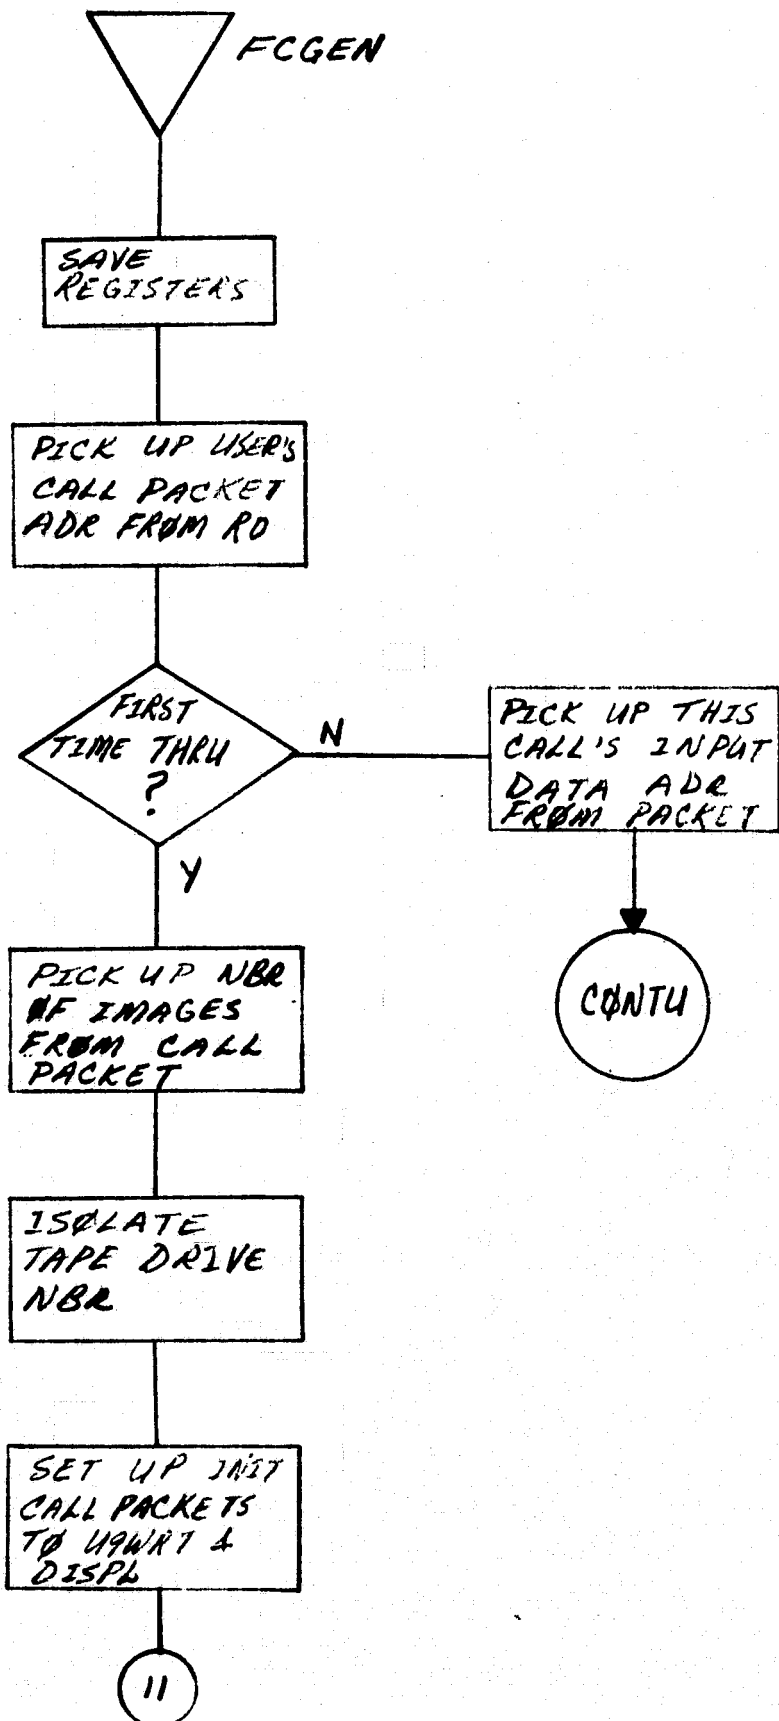 FCGEN
SAVE
REGISTERS
PICK UP USER'S
CALL PACKET
ADR FRØM RO
FIRST
TIME THRU
?
N
PICK UP THIS
CALL'S INPUT
DATA ADR
FRØM PACKET
CØNTU
Y
PICK UP NBR
ØF IMAGES
FRØM CALL
PACKET
ISØLATE
TAPE DRIVE
NBR
SET UP INIT
CALL PACKETS
TØ U9WRT &
DISPL
11